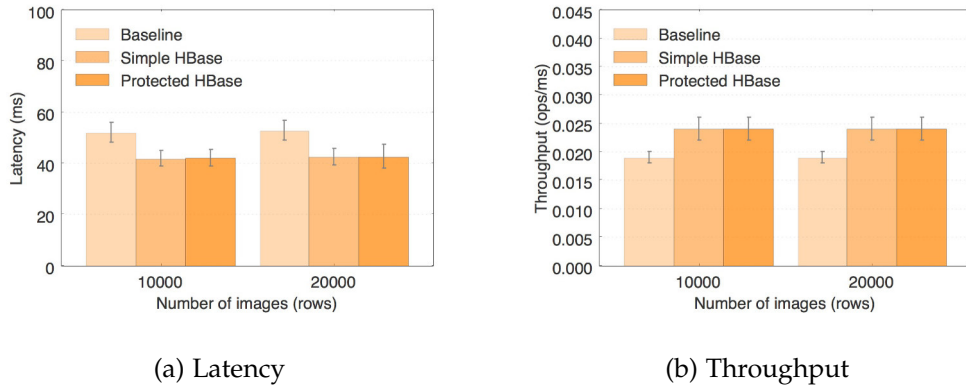 100
80
60
40
20
0
Latency (ms)
Baseline
Simple HBase
Protected HBase
10000
20000
Number of images (rows)
(a) Latency
0.045
0.040
0.035
0.030
0.025
0.020
0.015
0.010
0.005
0.000
Throughput (ops/ms)
Baseline
Simple HBase
Protected HBase
10000
20000
Number of images (rows)
(b) Throughput